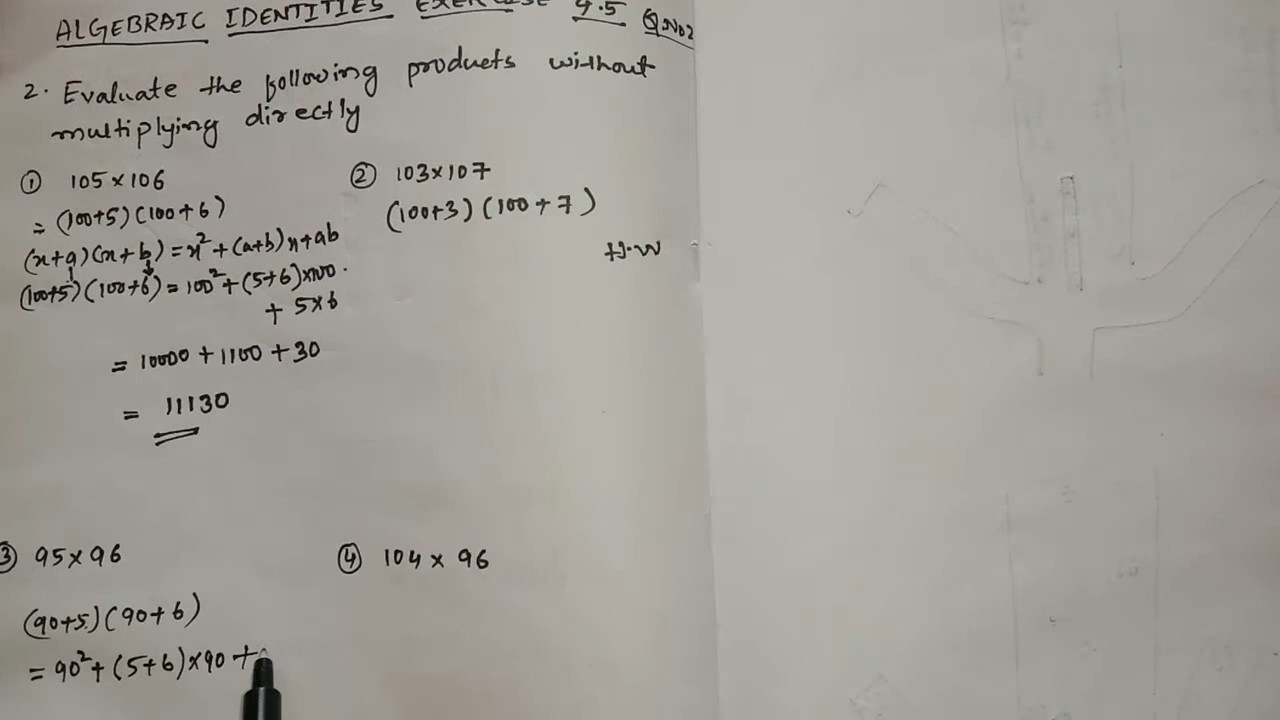 ALGEBRAIC IDENTITIES EXERCISE 9.5 Q.No2
2. Evaluate the following products without
multiplying directly
① 105×106
= (100+5)(100+6)
(x+a)(x+b) = x²+(a+b)x+ab
(100+5)(100+6) = 100²+(5+6)×100.
+ 5×6
= 10000+1100+30
= 11130
② 103×107
(100+3)(100+7)
H.W
③ 95×96
(90+5)(90+6)
= 90²+(5+6)×90+
④ 104×96